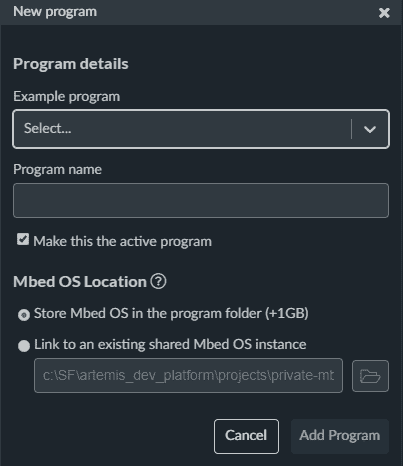 New program
Program details
Example program
Select...
Program name
Make this the active program
Mbed OS Location
Store Mbed OS in the program folder (+1GB)
Link to an existing shared Mbed OS instance
c:\SF\artemis_dev_platform\projects\private-mb
Cancel Add Program